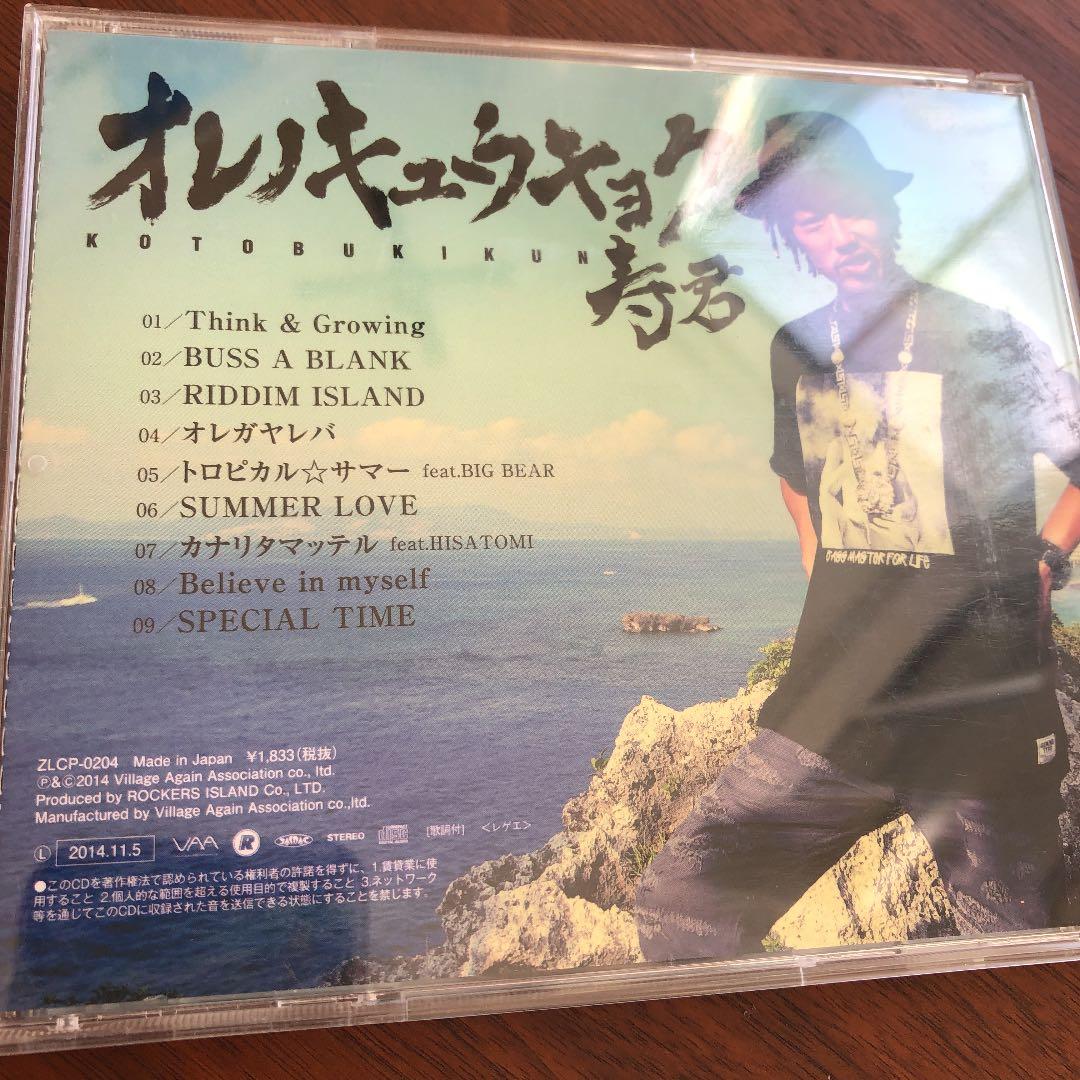 オレノキュウキョク
KOTOBUKIKUN
寿君
01/Think & Growing
02/BUSS A BLANK
03/RIDDIM ISLAND
04/オレガヤレバ
05/トロピカル☆サマー feat.BIG BEAR
06/SUMMER LOVE
07/カナリタマッテル feat.HISATOMI
08/Believe in myself
09/SPECIAL TIME
BASS MASTOR FOR LIFE
ZLCP-0204 Made in Japan ¥1,833(税抜)
Ⓟ&©2014 Village Again Association co., ltd.
Produced by ROCKERS ISLAND Co., LTD.
Manufactured by Village Again Association co.,ltd.
Ⓛ 2014.11.5 VAA R STEREO [歌詞付] <レゲエ>
●このCDを著作権法で認められている権利者の許諾を得ずに、1.賃貸業に使
用すること 2.個人的な範囲を超える使用目的で複製すること 3.ネットワーク
等を通じてこのCDに収録された音を送信できる状態にすることを禁じます。